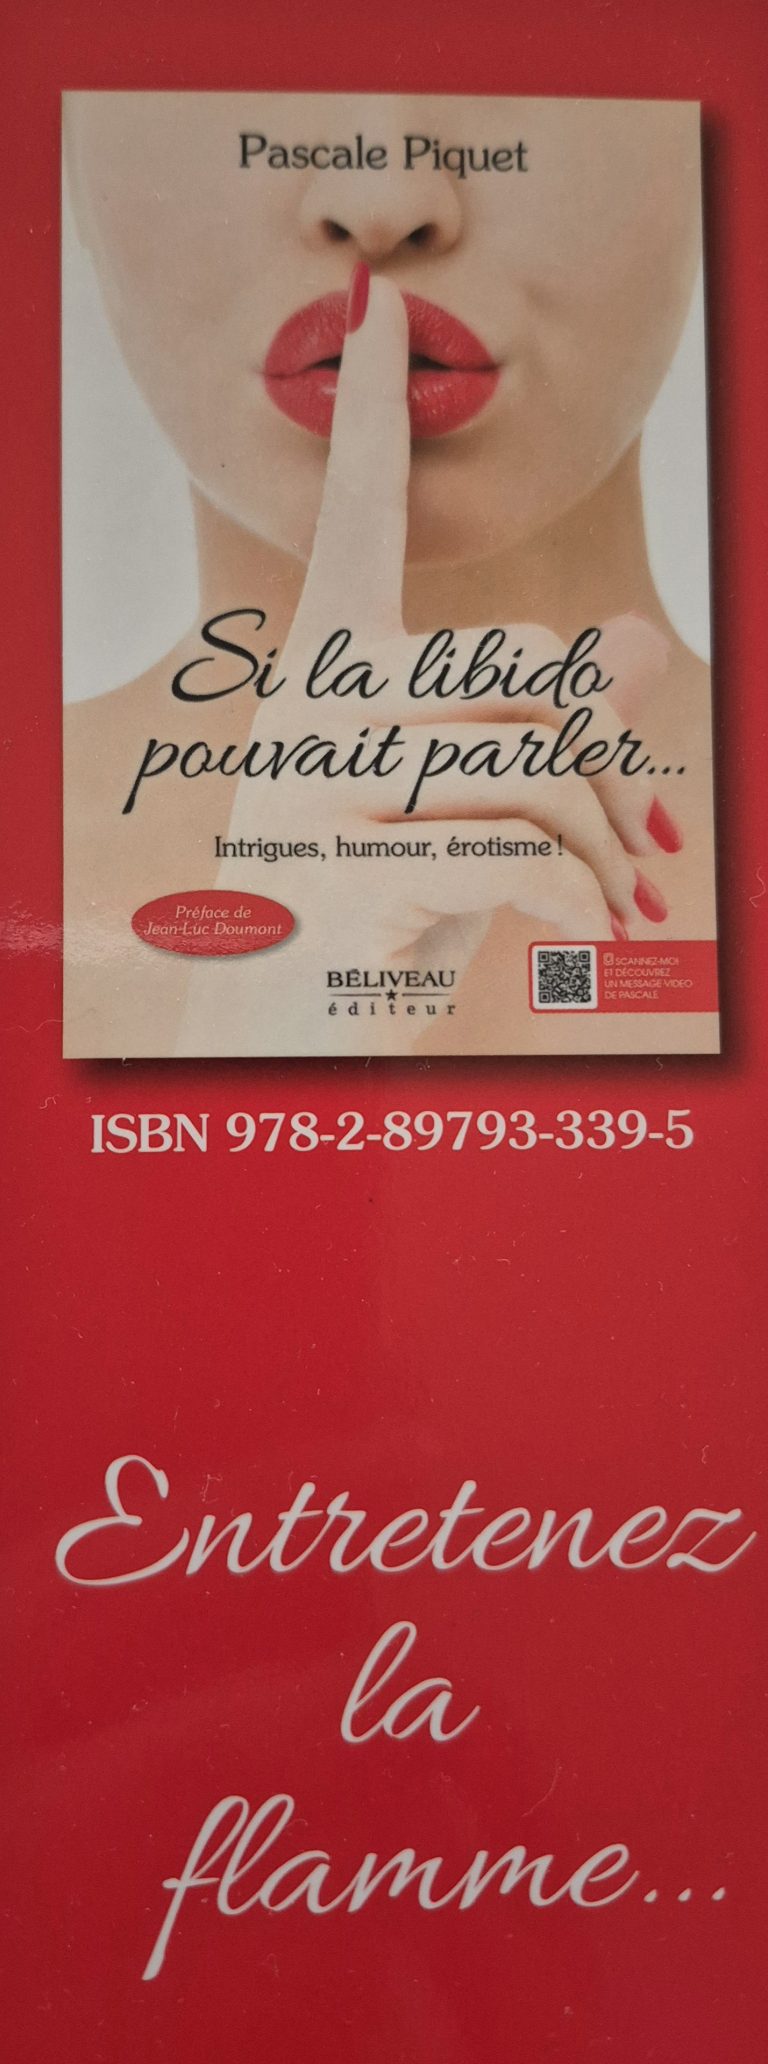 Pascale Piquet
Si la libido
pouvait parler...
Intrigues, humour, érotisme !
Préface de
Jean-Luc Doumont
BÉLIVEAU
éditeur
SCANNEZ-MOI
ET DÉCOUVREZ
UN MESSAGE VIDEO
DE PASCALE
ISBN 978-2-89793-339-5
Entretenez
la
flamme...